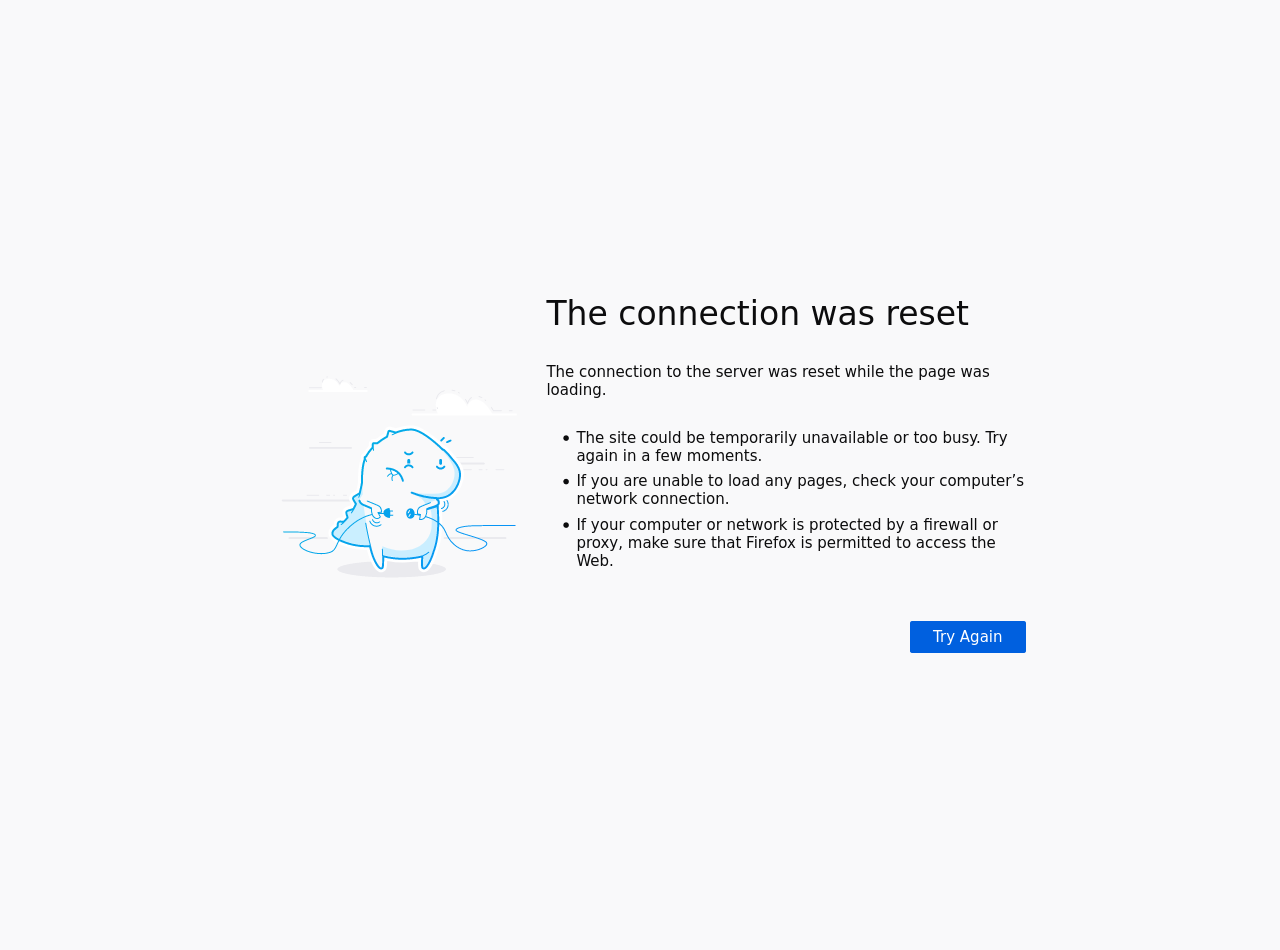 The connection was reset
The connection to the server was reset while the page was
loading.
• The site could be temporarily unavailable or too busy. Try
again in a few moments.
• If you are unable to load any pages, check your computer’s
network connection.
• If your computer or network is protected by a firewall or
proxy, make sure that Firefox is permitted to access the
Web.
Try Again